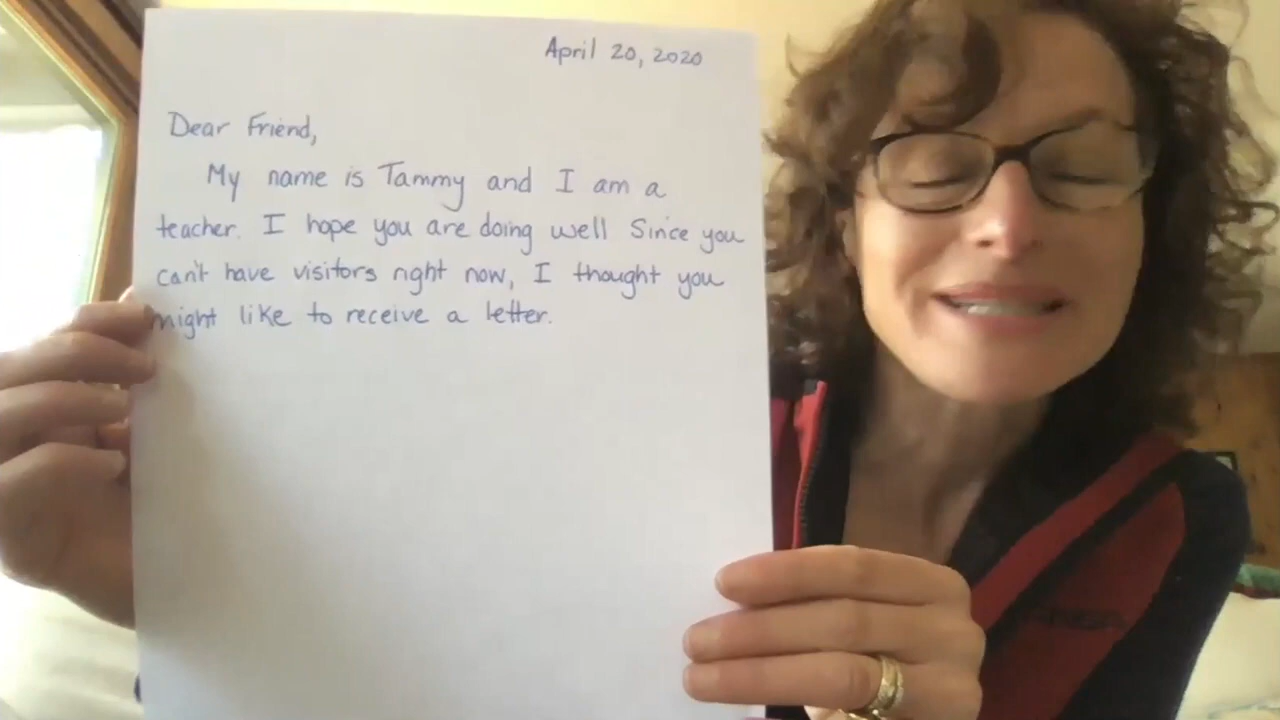 April 20, 2020
Dear Friend,
My name is Tammy and I am a
teacher. I hope you are doing well Since you
can't have visitors right now, I thought you
might like to receive a letter.